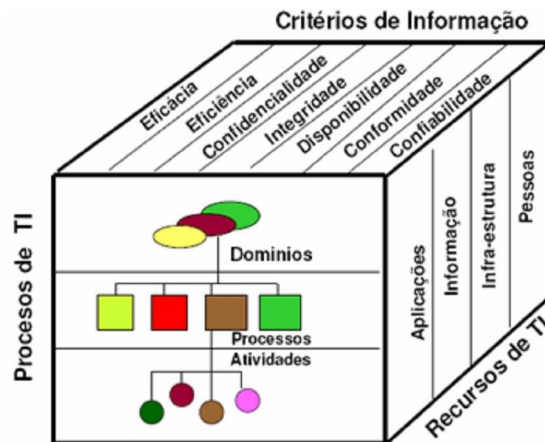 Critérios de Informação
Eficácia
Eficiência
Confidencialidade
Integridade
Disponibilidade
Conformidade
Confiabilidade
Procesos de TI
Dominios
Processos
Atividades
Aplicações
Informação
Infra-estrutura
Pessoas
Recursos de TI